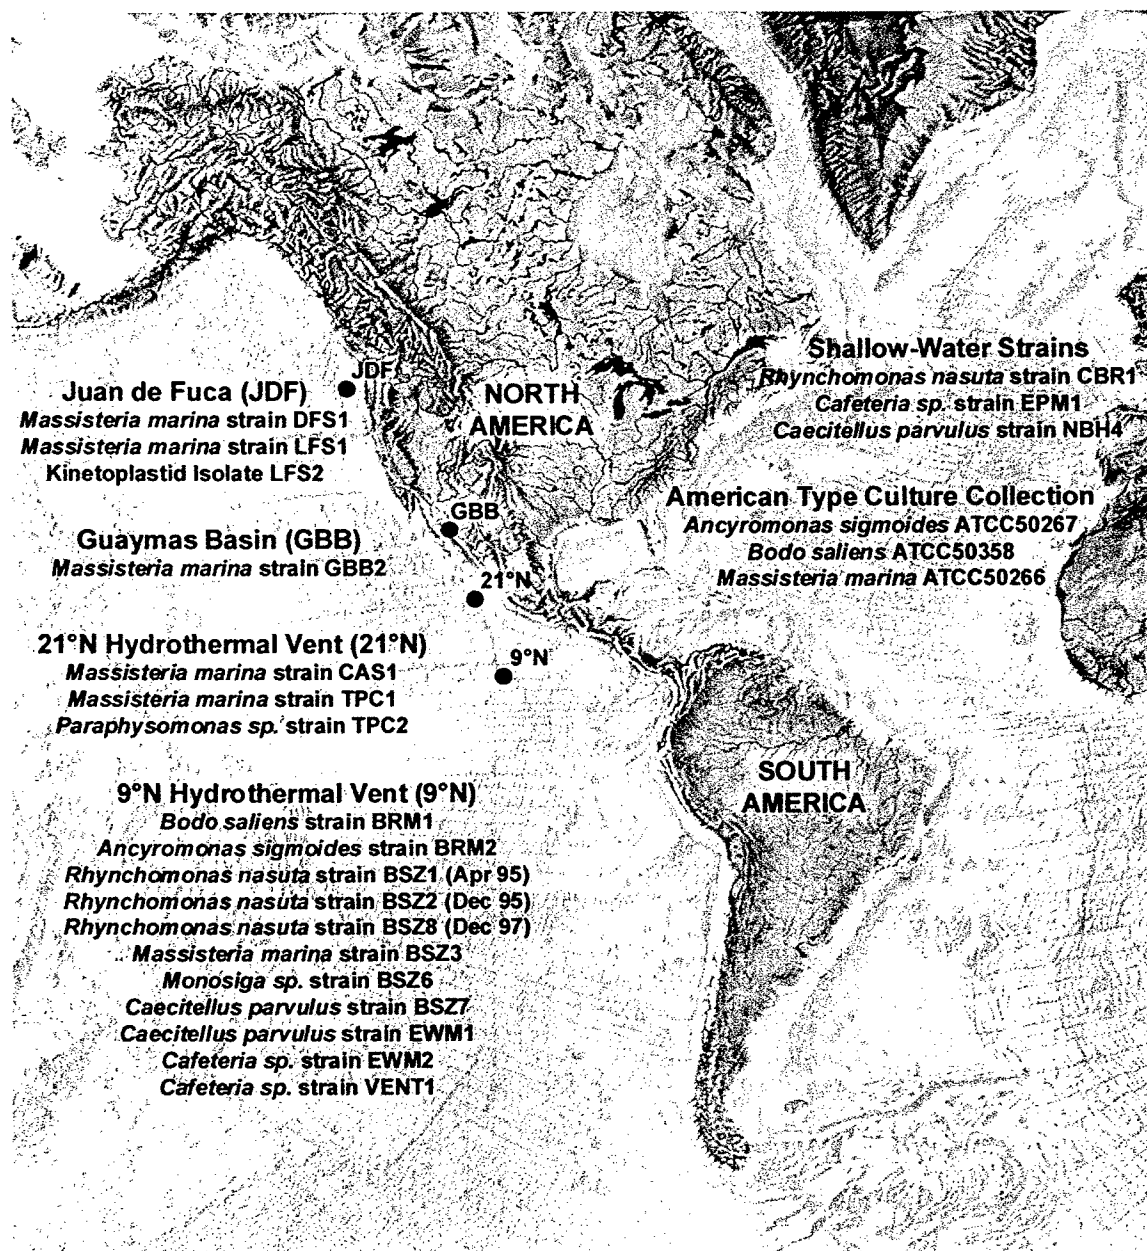 JDF
Juan de Fuca (JDF)
Massisteria marina strain DFS1
Massisteria marina strain LFS1
Kinetoplastid Isolate LFS2
GBB
Guaymas Basin (GBB)
Massisteria marina strain GBB2
21°N
21°N Hydrothermal Vent (21°N)
Massisteria marina strain CAS1
Massisteria marina strain TPC1
Paraphysomonas sp. strain TPC2
9°N
9°N Hydrothermal Vent (9°N)
Bodo saliens strain BRM1
Ancyromonas sigmoides strain BRM2
Rhynchomonas nasuta strain BSZ1 (Apr 95)
Rhynchomonas nasuta strain BSZ2 (Dec 95)
Rhynchomonas nasuta strain BSZ8 (Dec 97)
Massisteria marina strain BSZ3
Monosiga sp. strain BSZ6
Caecitellus parvulus strain BSZ7
Caecitellus parvulus strain EWM1
Cafeteria sp. strain EWM2
Cafeteria sp. strain VENT1
NORTH
AMERICA
Shallow-Water Strains
Rhynchomonas nasuta strain CBR1
Cafeteria sp. strain EPM1
Caecitellus parvulus strain NBH4
American Type Culture Collection
Ancyromonas sigmoides ATCC50267
Bodo saliens ATCC50358
Massisteria marina ATCC50266
SOUTH
AMERICA